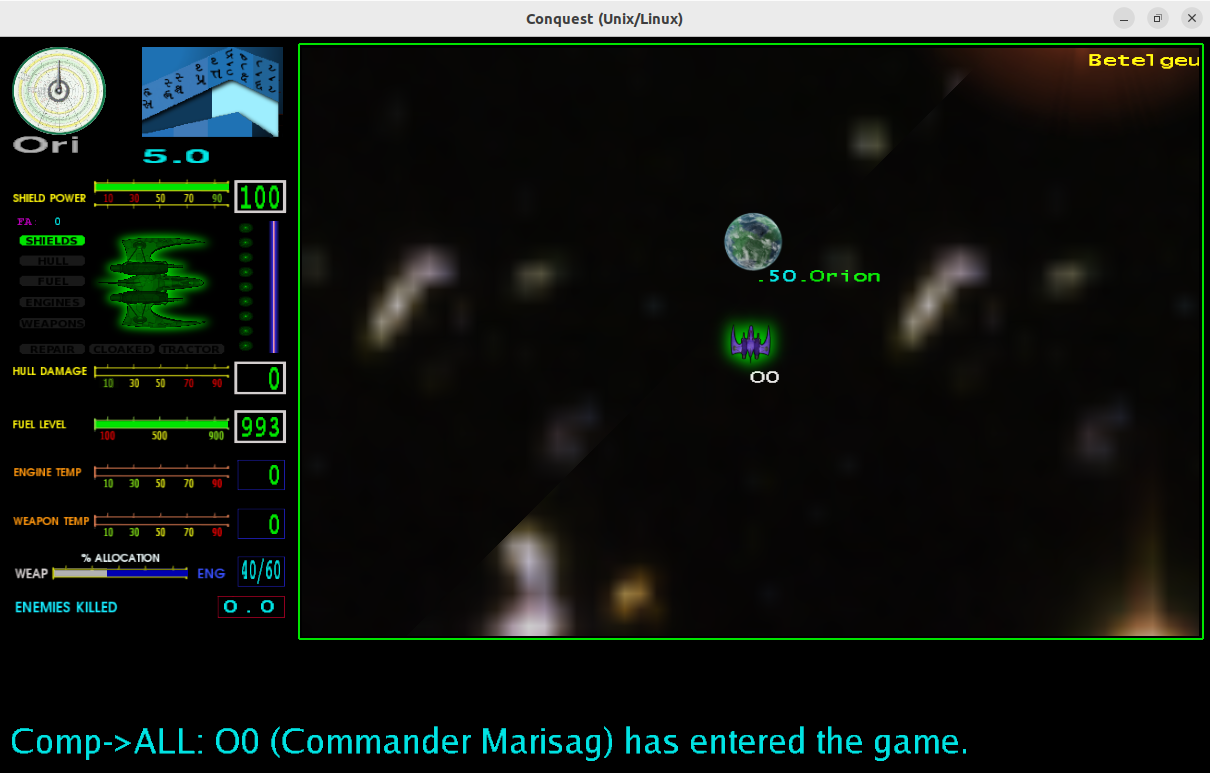 Conquest (Unix/Linux)
Betelgeu
Ori
5.0
SHIELD POWER
10 30 50 70 90
100
FA: 0
SHIELDS
HULL
FUEL
ENGINES
WEAPONS
REPAIR CLOAKED TRACTOR
.50.Orion
O0
HULL DAMAGE
10 30 50 70 90
0
FUEL LEVEL
100 500 900
993
ENGINE TEMP
10 30 50 70 90
0
WEAPON TEMP
10 30 50 70 90
0
% ALLOCATION
WEAP ENG 40/60
ENEMIES KILLED 0.0
Comp->ALL: O0 (Commander Marisag) has entered the game.